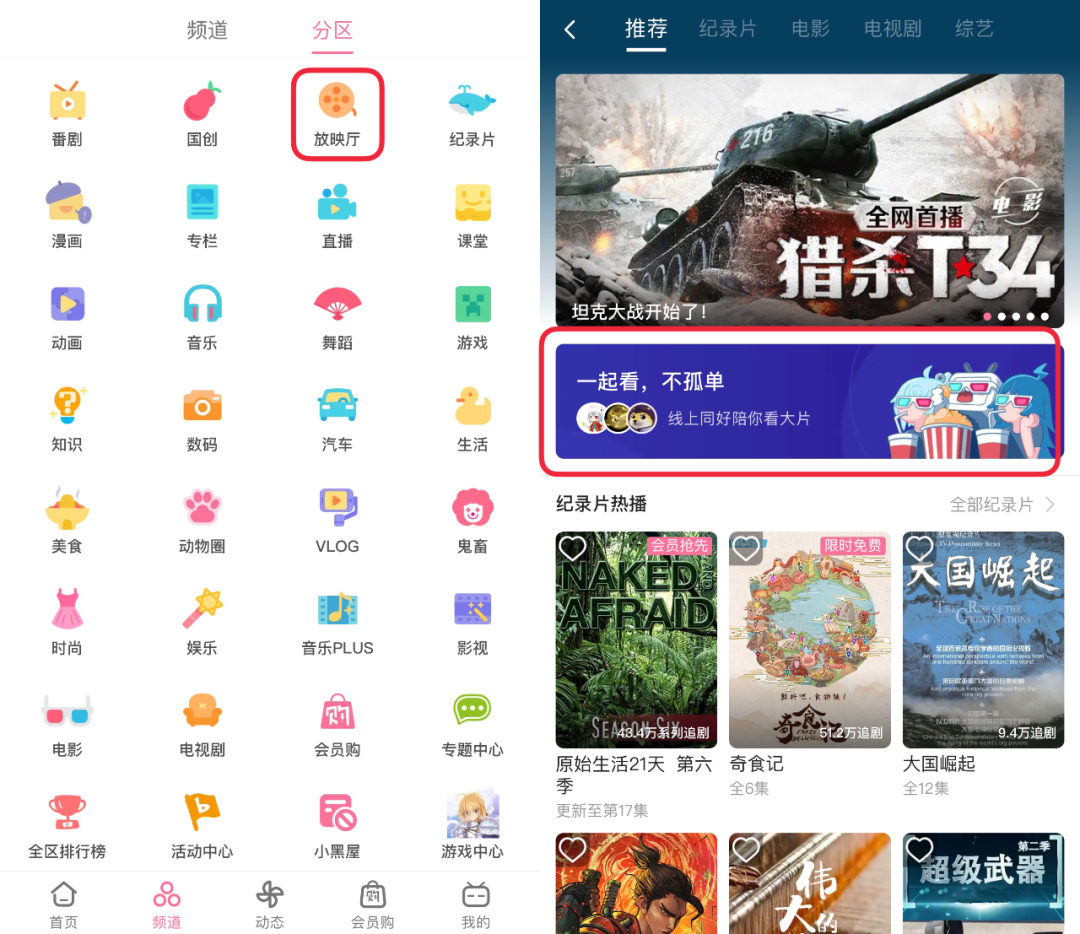 频道
分区
番剧
国创
放映厅
纪录片
漫画
专栏
直播
课堂
动画
音乐
舞蹈
游戏
知识
数码
汽车
生活
美食
动物圈
VLOG
鬼畜
时尚
娱乐
音乐PLUS
影视
电影
电视剧
会员购
专题中心
全区排行榜
活动中心
小黑屋
游戏中心
首页
频道
动态
会员购
我的
推荐
纪录片
电影
电视剧
综艺
216
257
电影
全网首播
猎杀T34
坦克大战开始了!
一起看，不孤单
线上同好陪你看大片
纪录片热播
全部纪录片
会员抢先
NAKED
AND
AFRAID
SEASON SIX
43.4万系列追剧
原始生活21天 第六
季
更新至第17集
限时免费
奇食记
51.2万追剧
奇食记
全6集
大国崛起
THE RISE OF THE
GREAT NATIONS
9.4万追剧
大国崛起
全12集
伟大的
第二季
超级武器